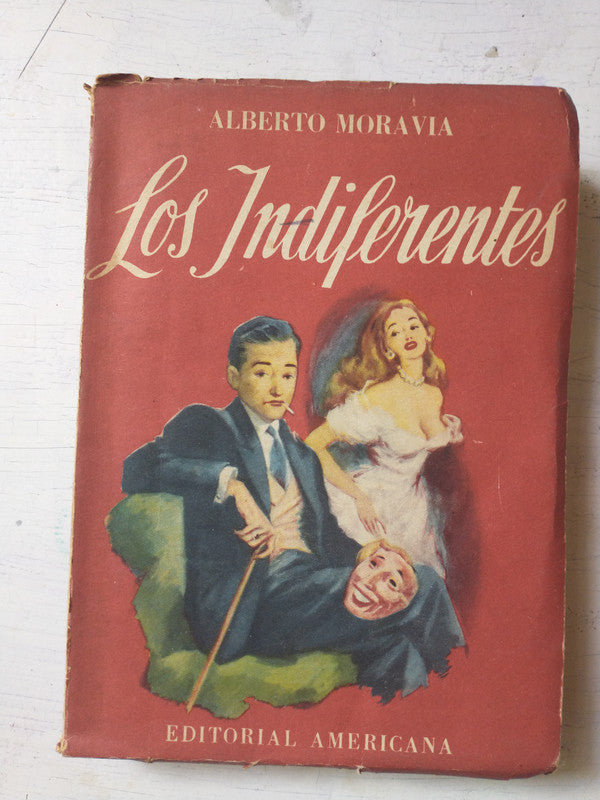 ALBERTO MORAVIA
Los Indiferentes
EDITORIAL AMERICANA